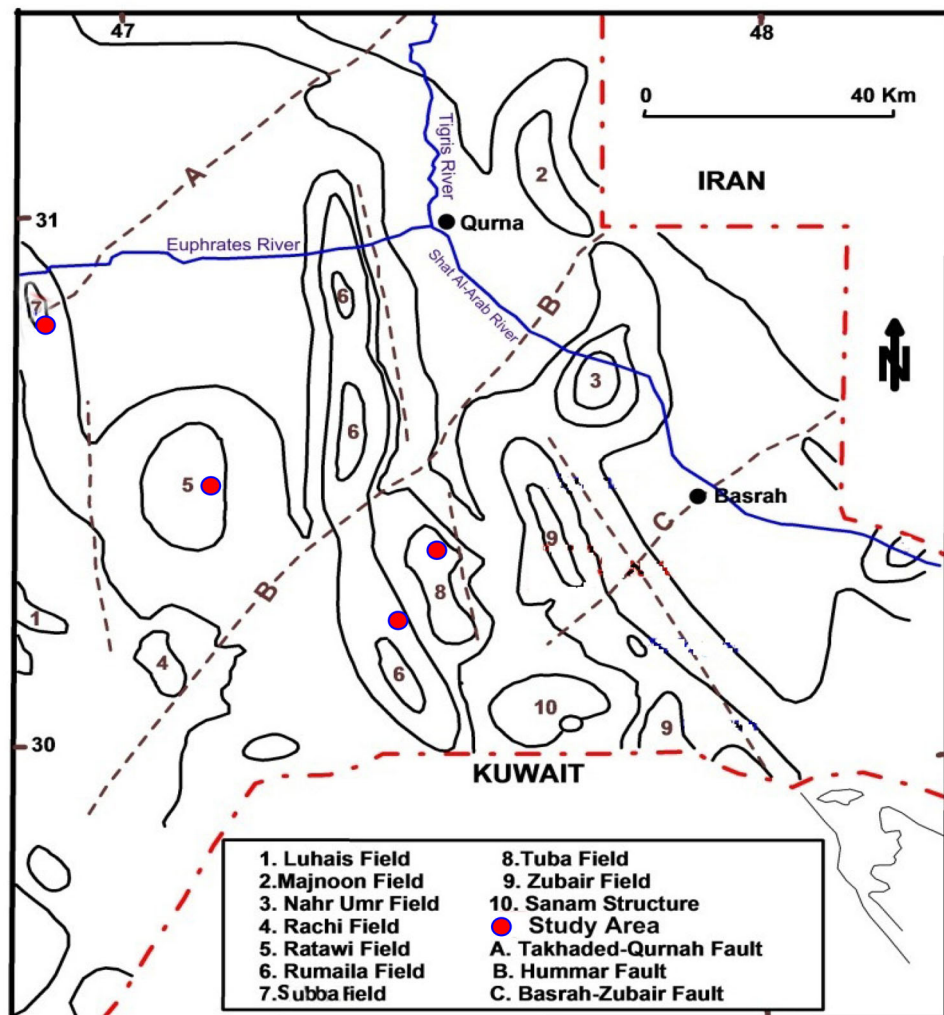 47
48
0 40 Km
A
Tigris River
2
IRAN
31
Qurna
Euphrates River
Shat Al-Arab River
7
6
B
N
3
6
5
Basrah
C
9
B
8
1
4
6
10
9
30
KUWAIT
1. Luhais Field
2.Majnoon Field
3. Nahr Umr Field
4. Rachi Field
5. Ratawi Field
6. Rumaila Field
7.Subba field
8.Tuba Field
9. Zubair Field
10. Sanam Structure
Study Area
A. Takhaded-Qurnah Fault
B. Hummar Fault
C. Basrah-Zubair Fault